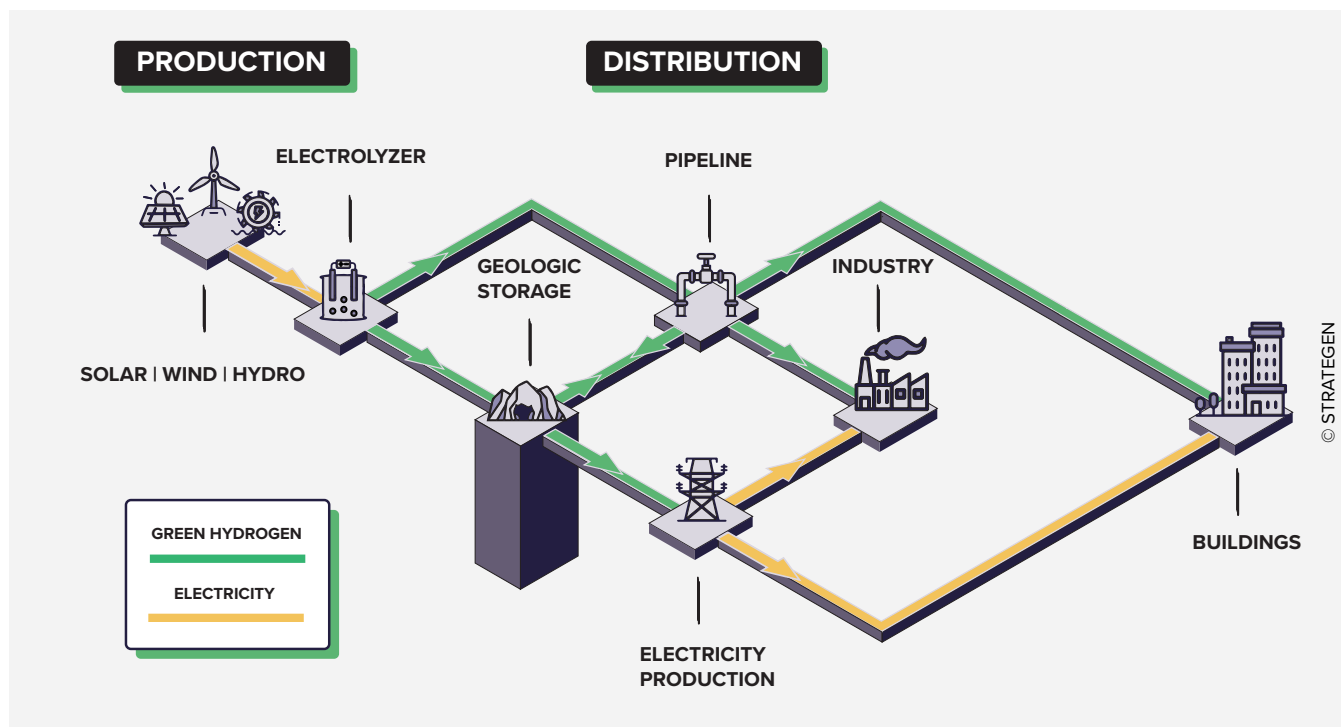 PRODUCTION
DISTRIBUTION
ELECTROLYZER
PIPELINE
GEOLOGIC
STORAGE
INDUSTRY
SOLAR | WIND | HYDRO
© STRATEGEN
GREEN HYDROGEN
ELECTRICITY
BUILDINGS
ELECTRICITY
PRODUCTION